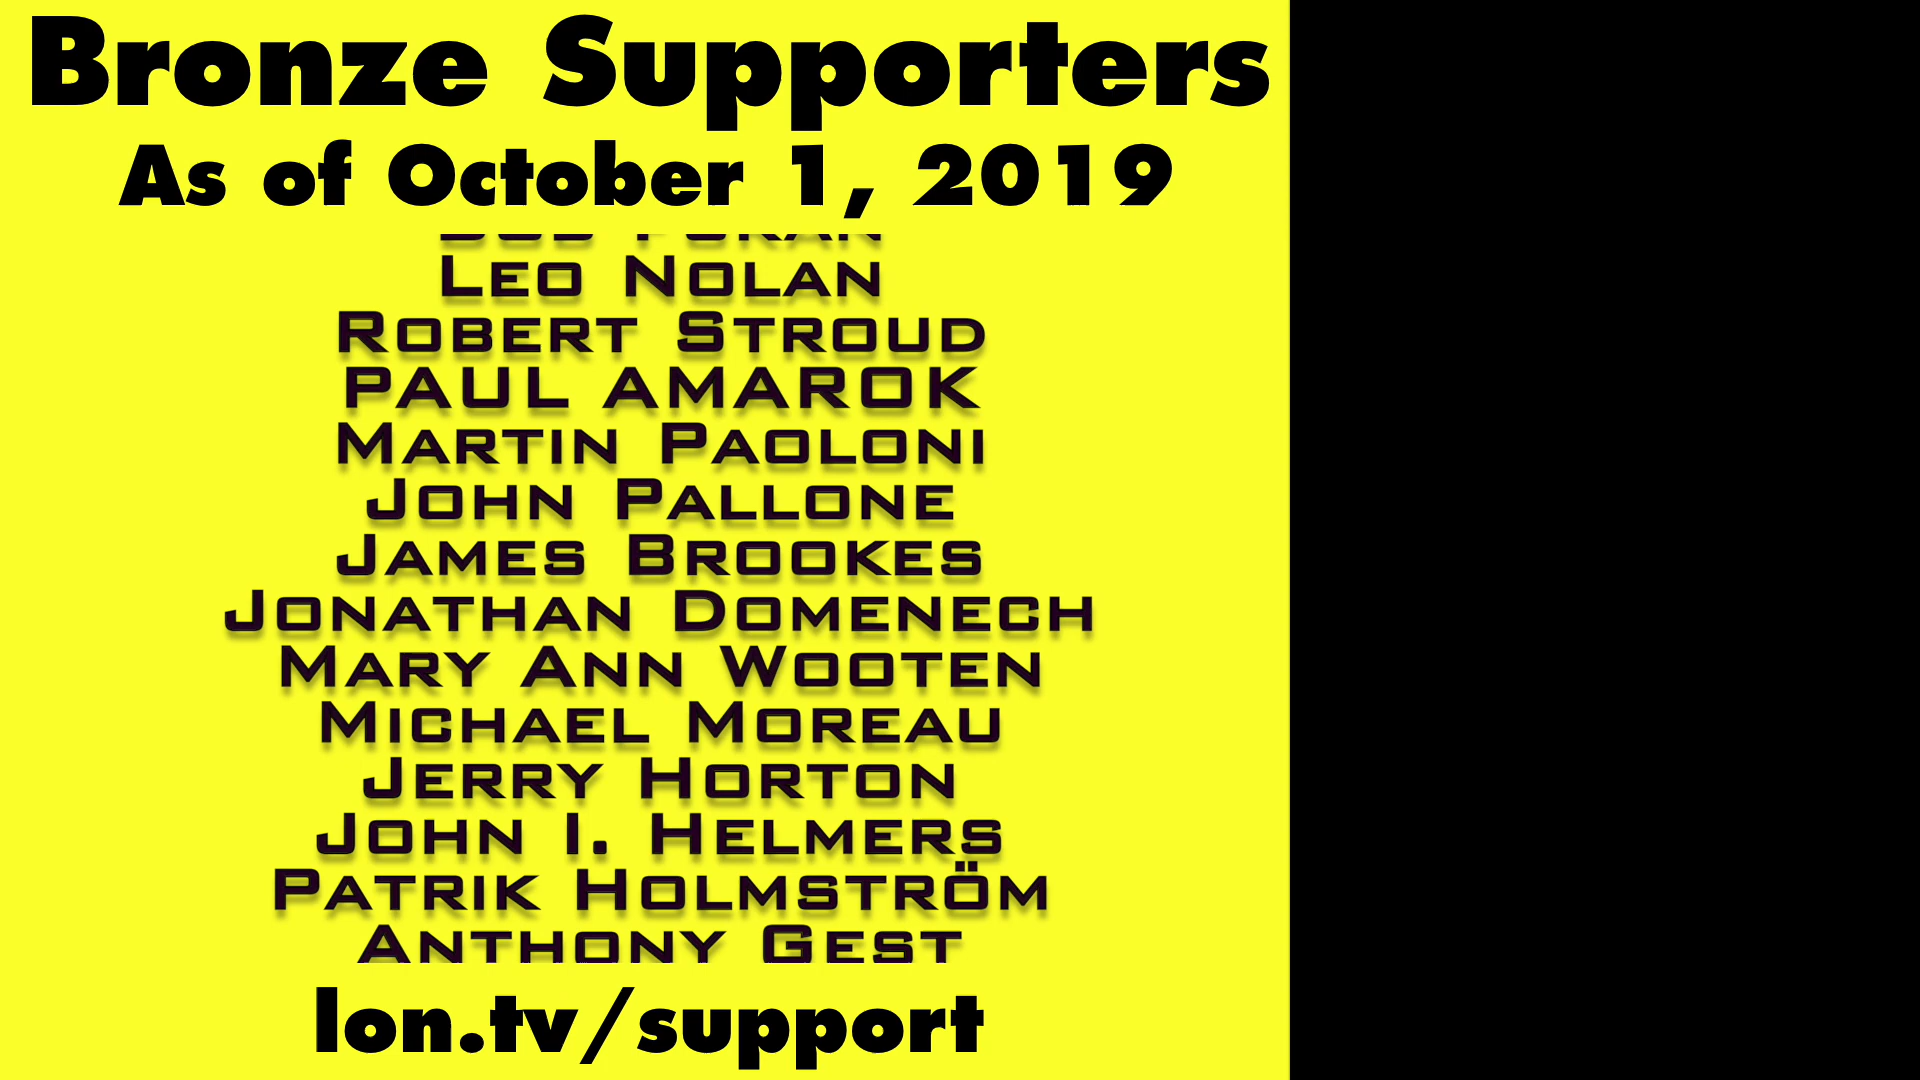 Bronze Supporters
As of October 1, 2019
Leo Nolan
Robert Stroud
PAUL AMAROK
Martin Paoloni
John Pallone
James Brookes
Jonathan Domenech
Mary Ann Wooten
Michael Moreau
Jerry Horton
John I. Helmers
Patrik Holmström
Anthony Gest
lon.tv/support